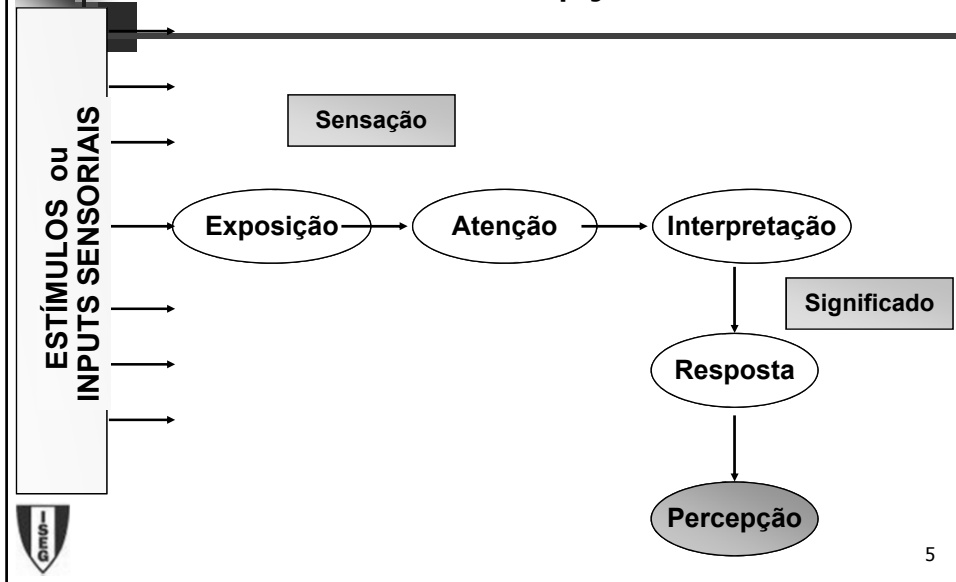 ESTÍMULOS ou
INPUTS SENSORIAIS
Sensação
Exposição
Atenção
Interpretação
Significado
Resposta
Percepção
ISEG
5